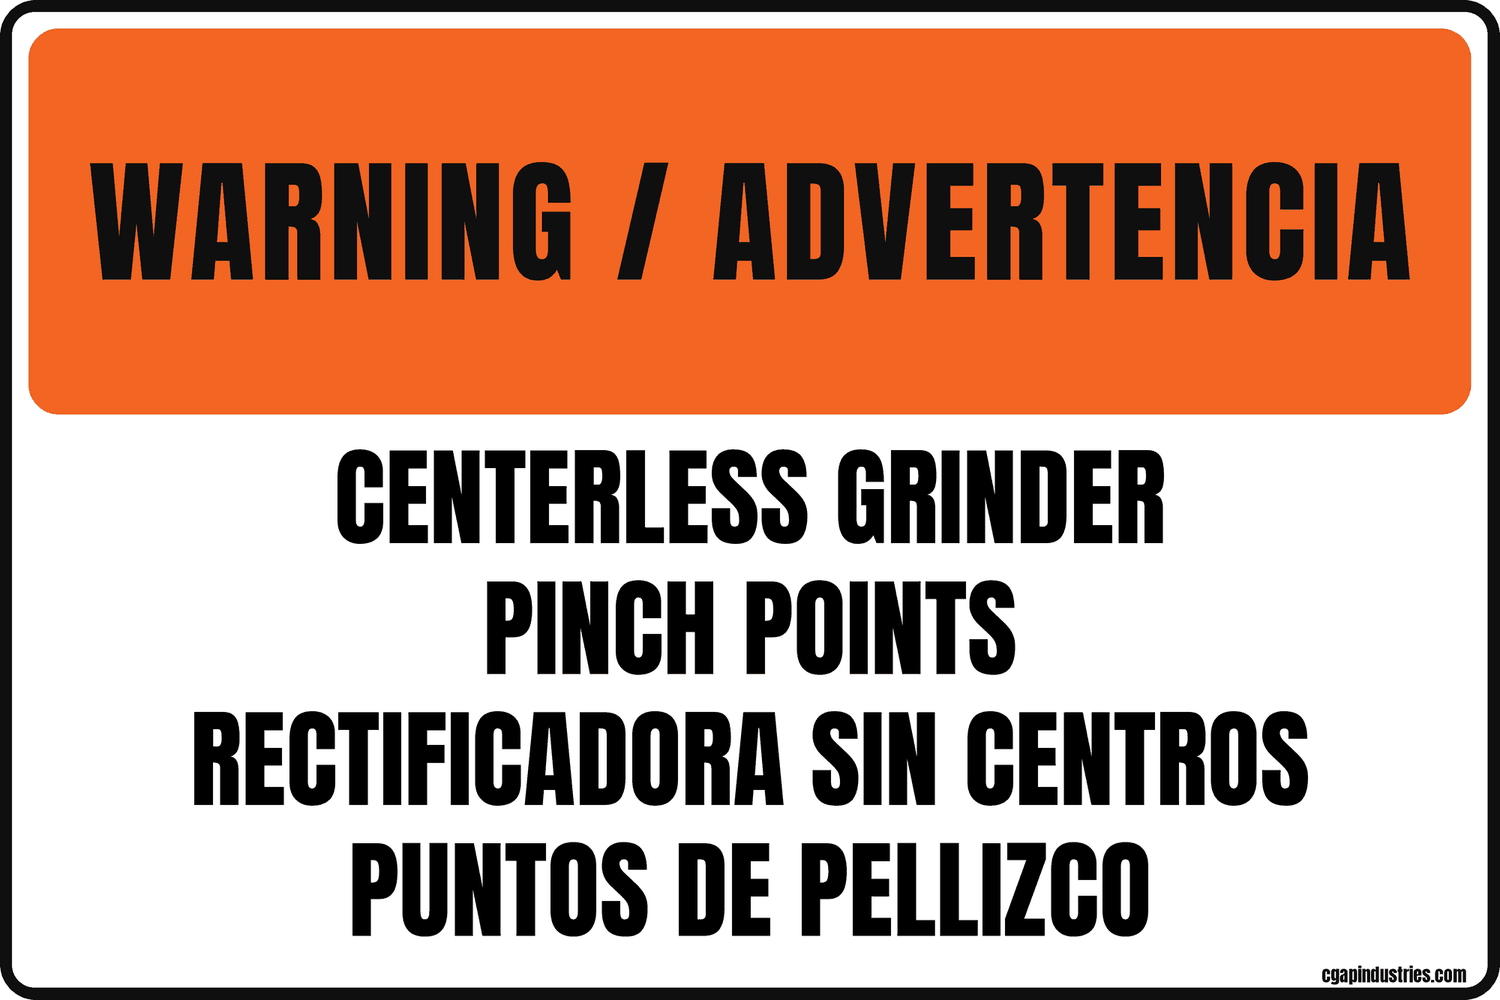 WARNING / ADVERTENCIA
CENTERLESS GRINDER
PINCH POINTS
RECTIFICADORA SIN CENTROS
PUNTOS DE PELLIZCO
cgapindustries.com